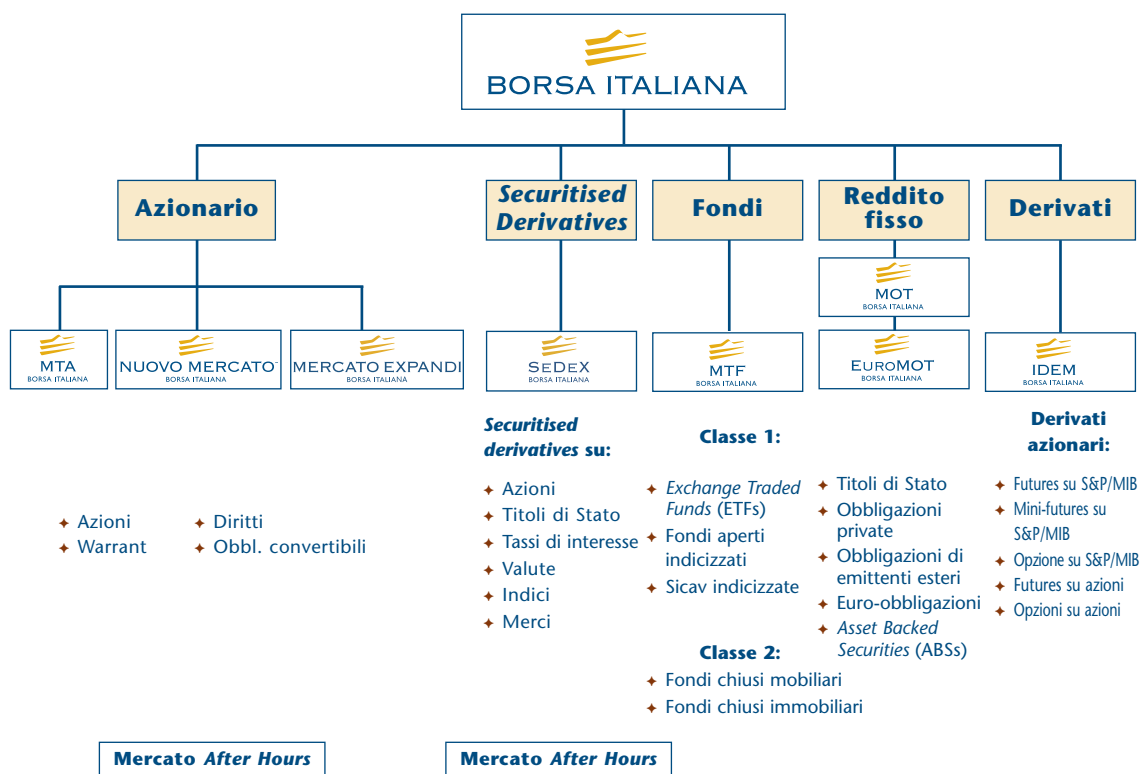 BORSA ITALIANA
Azionario
Securitised
Derivatives
Fondi
Reddito
fisso
Derivati
MOT
BORSA ITALIANA
MTA
BORSA ITALIANA
NUOVO MERCATO™
BORSA ITALIANA
MERCATO EXPANDI
BORSA ITALIANA
SEDEX
BORSA ITALIANA
MTF
BORSA ITALIANA
EUROMOT
BORSA ITALIANA
IDEM
BORSA ITALIANA
✦ Azioni
✦ Warrant
✦ Diritti
✦ Obbl. convertibili
Securitised
derivatives su:
✦ Azioni
✦ Titoli di Stato
✦ Tassi di interesse
✦ Valute
✦ Indici
✦ Merci
Classe 1:
✦ Exchange Traded
Funds (ETFs)
✦ Fondi aperti
indicizzati
✦ Sicav indicizzate
Classe 2:
✦ Fondi chiusi mobiliari
✦ Fondi chiusi immobiliari
✦ Titoli di Stato
✦ Obbligazioni
private
✦ Obbligazioni di
emittenti esteri
✦ Euro-obbligazioni
✦ Asset Backed
Securities (ABSs)
Derivati
azionari:
✦ Futures su S&P/MIB
✦ Mini-futures su
S&P/MIB
✦ Opzione su S&P/MIB
✦ Futures su azioni
✦ Opzioni su azioni
Mercato After Hours
Mercato After Hours